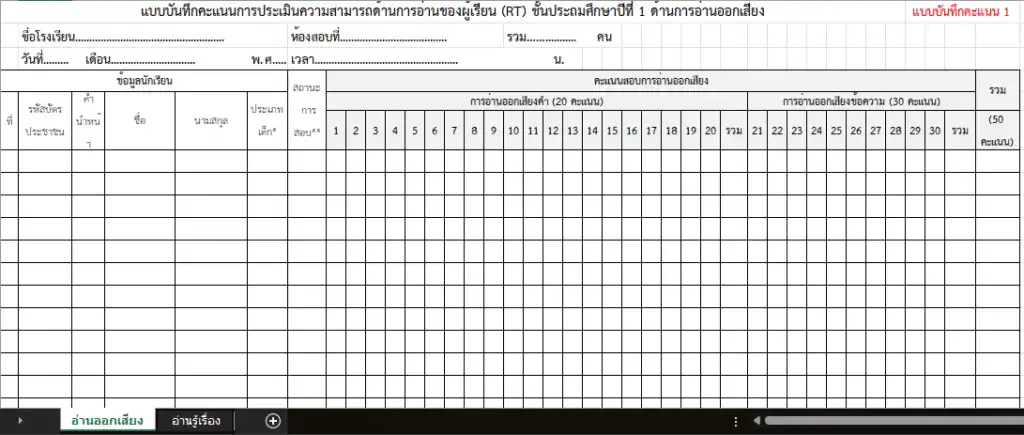 แบบบันทึกคะแนนการประเมินความสามารถด้านการอ่านของผู้เรียน (RT) ชั้นประถมศึกษาปีที่ 1 ด้านการอ่านออกเสียง
แบบบันทึกคะแนน 1
ชื่อโรงเรียน..................................................... ห้องสอบที่...................................... รวม.................. คน
วันที่......... เดือน.............................. พ.ศ..... เวลา................................................... น.
ข้อมูลนักเรียน สถานะการสอบ** คะแนนสอบการอ่านออกเสียง รวม
การอ่านออกเสียงคำ (20 คะแนน) การอ่านออกเสียงข้อความ (30 คะแนน)
ที่ รหัสบัตรประชาชน คำนำหน้า ชื่อ นามสกุล ประเภทเด็ก* 1 2 3 4 5 6 7 8 9 10 11 12 13 14 15 16 17 18 19 20 รวม 21 22 23 24 25 26 27 28 29 30 รวม (50 คะแนน)
อ่านออกเสียง อ่านรู้เรื่อง